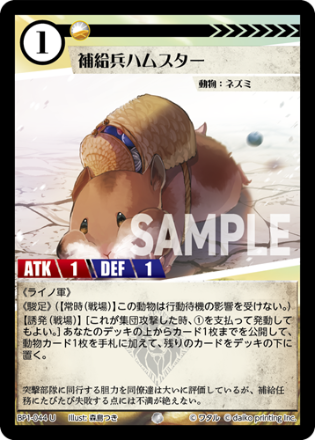 1
補給兵ハムスター
動物：ネズミ
SAMPLE
ATK 1 DEF 1
《ライノ軍》
《駿足》（【常時(戦場)】この動物は行動待機の影響を受けない。）
【誘発（戦場）】[これが集団攻撃した時、①を支払って発動しても
よい。] あなたのデッキの上からカード1枚までを公開して、
動物カード1枚を手札に加えて、残りのカードをデッキの下に
置く。
突撃部隊に同行する胆力を同僚達は大いに評価しているが、補給任
務にたびたび失敗する点には不満が絶えない。
BP1-044 U Illust: 森島つき © ワタル © daiko printing inc.